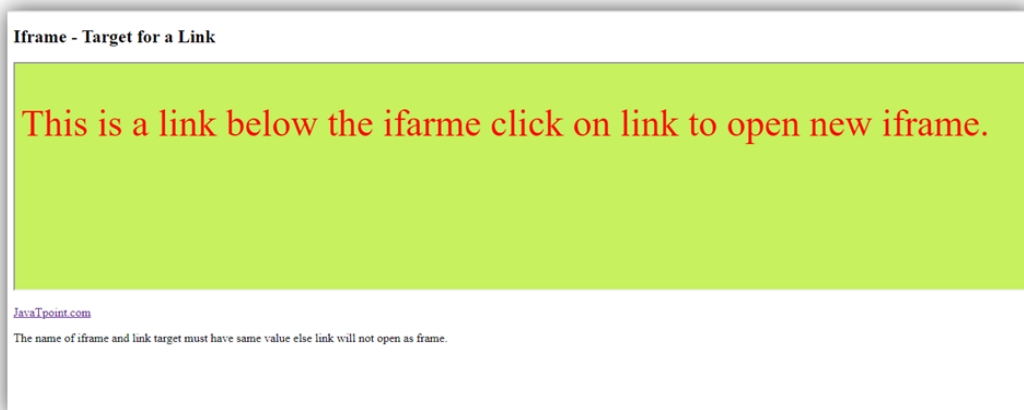 Iframe - Target for a Link
This is a link below the ifarme click on link to open new iframe.
JavaTpoint.com
The name of iframe and link target must have same value else link will not open as frame.